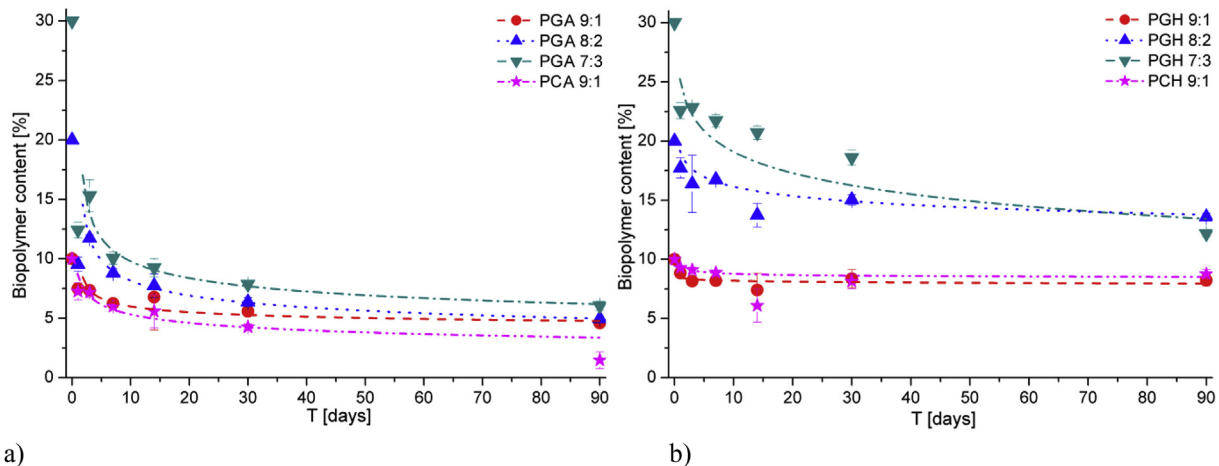 30
25
20
15
10
5
0
Biopolymer content [%]
PGA 9:1
PGA 8:2
PGA 7:3
PCA 9:1
0 10 20 30 40 50 60 70 80 90
T [days]
a)
30
25
20
15
10
5
0
Biopolymer content [%]
PGH 9:1
PGH 8:2
PGH 7:3
PCH 9:1
0 10 20 30 40 50 60 70 80 90
T [days]
b)